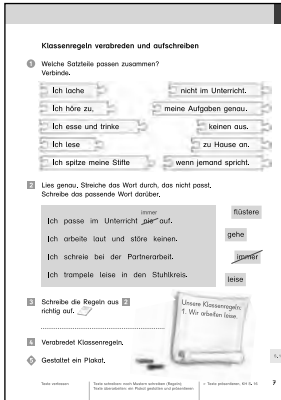 Klassenregeln verabreden und aufschreiben
1 Welche Satzteile passen zusammen?
Verbinde.
Ich lache nicht im Unterricht.
Ich höre zu, meine Aufgaben genau.
Ich esse und trinke keinen aus.
Ich lese zu Hause an.
Ich spitze meine Stifte wenn jemand spricht.
2 Lies genau. Streiche das Wort durch, das nicht passt.
Schreibe das passende Wort darüber.
immer
Ich passe im Unterricht nie auf.
Ich arbeite laut und störe keinen.
Ich schreie bei der Partnerarbeit.
Ich trampele leise in den Stuhlkreis.
flüstere
gehe
immer
leise
3 Schreibe die Regeln aus 2
richtig auf.
Unsere Klassenregeln:
1. Wir arbeiten leise.
4 Verabredet Klassenregeln.
5 Gestaltet ein Plakat.
Texte verfassen
7